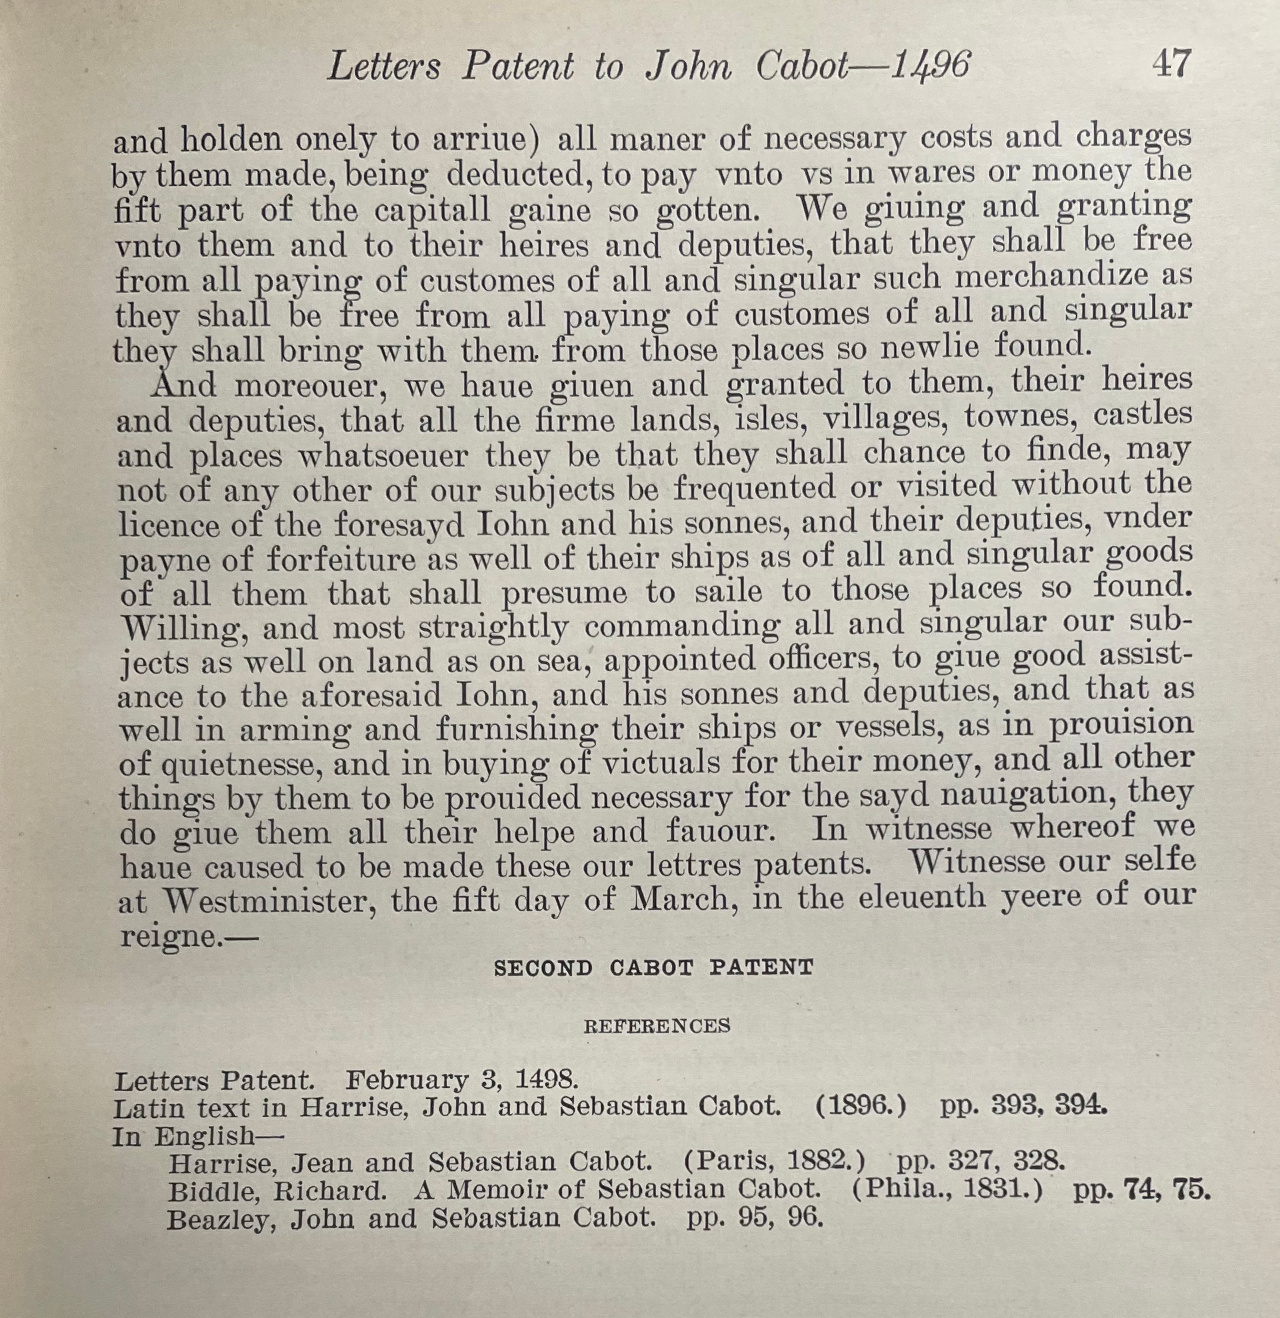 Letters Patent to John Cabot—1496 47
and holden onely to arriue) all maner of necessary costs and charges
by them made, being deducted, to pay vnto vs in wares or money the
fift part of the capitall gaine so gotten. We giuing and granting
vnto them and to their heires and deputies, that they shall be free
from all paying of customes of all and singular such merchandize as
they shall be free from all paying of customes of all and singular
they shall bring with them from those places so newlie found.
And moreouer, we haue giuen and granted to them, their heires
and deputies, that all the firme lands, isles, villages, townes, castles
and places whatsoeuer they be that they shall chance to finde, may
not of any other of our subjects be frequented or visited without the
licence of the foresayd Iohn and his sonnes, and their deputies, vnder
payne of forfeiture as well of their ships as of all and singular goods
of all them that shall presume to saile to those places so found.
Willing, and most straightly commanding all and singular our sub-
jects as well on land as on sea, appointed officers, to giue good assist-
ance to the aforesaid Iohn, and his sonnes and deputies, and that as
well in arming and furnishing their ships or vessels, as in prouision
of quietnesse, and in buying of victuals for their money, and all other
things by them to be prouided necessary for the sayd nauigation, they
do giue them all their helpe and fauour. In witnesse whereof we
haue caused to be made these our lettres patents. Witnesse our selfe
at Westminister, the fift day of March, in the eleuenth yeere of our
reigne.—
SECOND CABOT PATENT
REFERENCES
Letters Patent. February 3, 1498.
Latin text in Harrise, John and Sebastian Cabot. (1896.) pp. 393, 394.
In English—
Harrise, Jean and Sebastian Cabot. (Paris, 1882.) pp. 327, 328.
Biddle, Richard. A Memoir of Sebastian Cabot. (Phila., 1831.) pp. 74, 75.
Beazley, John and Sebastian Cabot. pp. 95, 96.